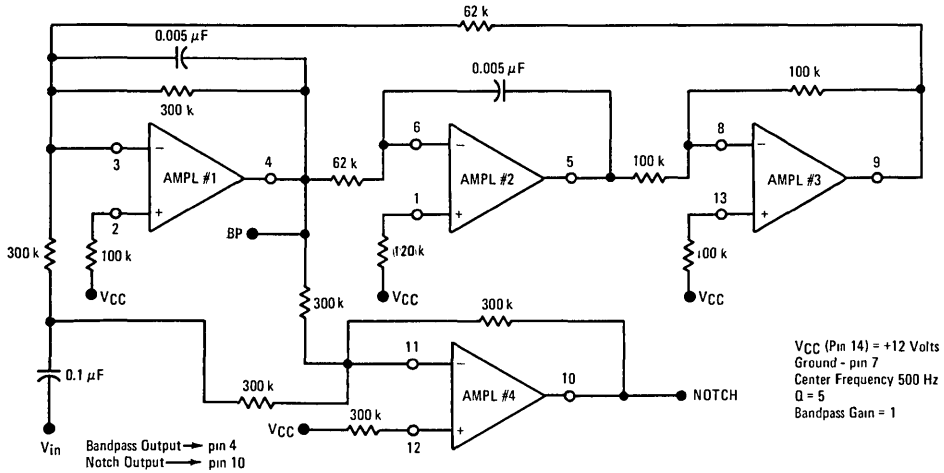 62 k
0.005 μF
300 k
0.005 μF
100 k
3
−
AMPL #1
4
2
+
100 k
VCC
62 k
6
−
AMPL #2
5
1
+
(120)k
VCC
100 k
8
−
AMPL #3
9
13
+
100 k
VCC
300 k
BP
300 k
300 k
11
−
AMPL #4
10
NOTCH
300 k
300 k
VCC
12
+
0.1 μF
Vin
Bandpass Output → pin 4
Notch Output → pin 10
VCC (Pin 14) = +12 Volts
Ground - pin 7
Center Frequency 500 Hz
Q = 5
Bandpass Gain = 1